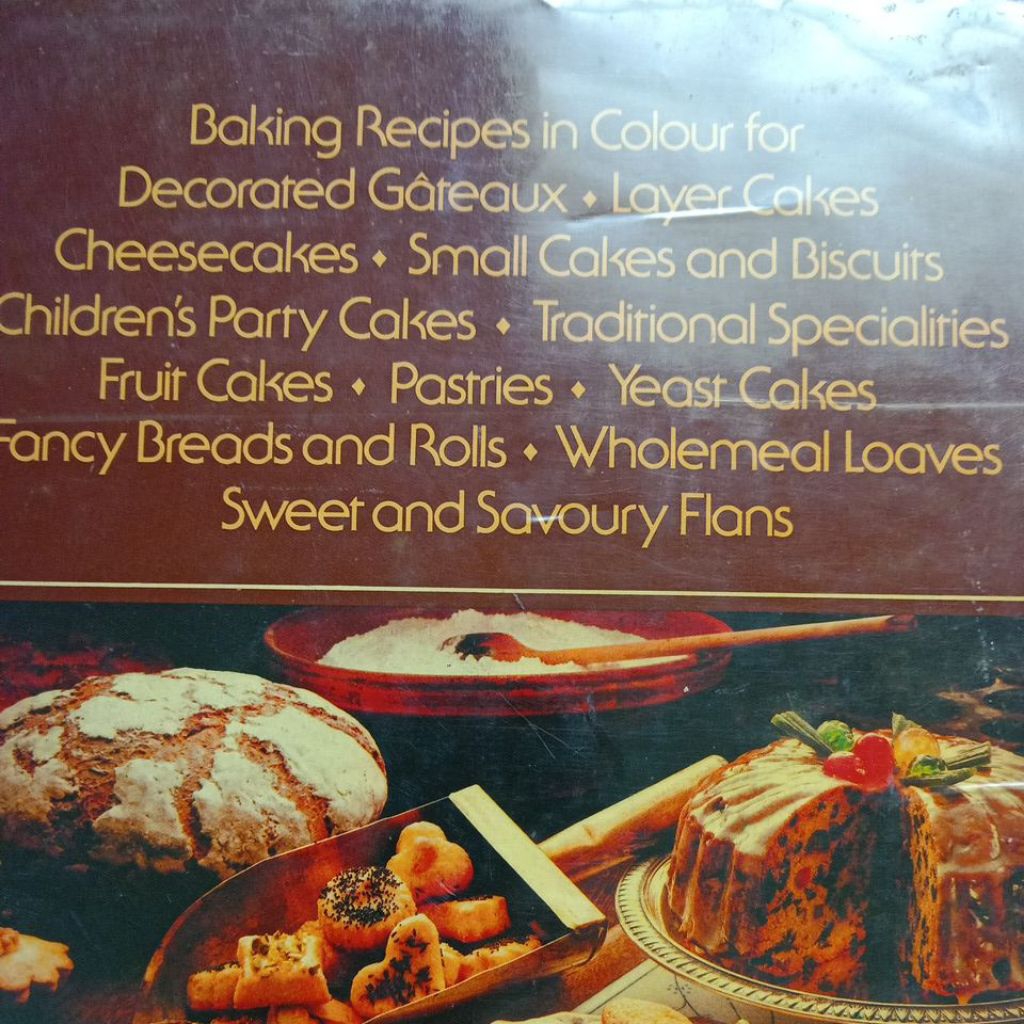 Baking Recipes in Colour for
Decorated Gâteaux • Layer Cakes
Cheesecakes • Small Cakes and Biscuits
Children's Party Cakes • Traditional Specialities
Fruit Cakes • Pastries • Yeast Cakes
Fancy Breads and Rolls • Wholemeal Loaves
Sweet and Savoury Flans